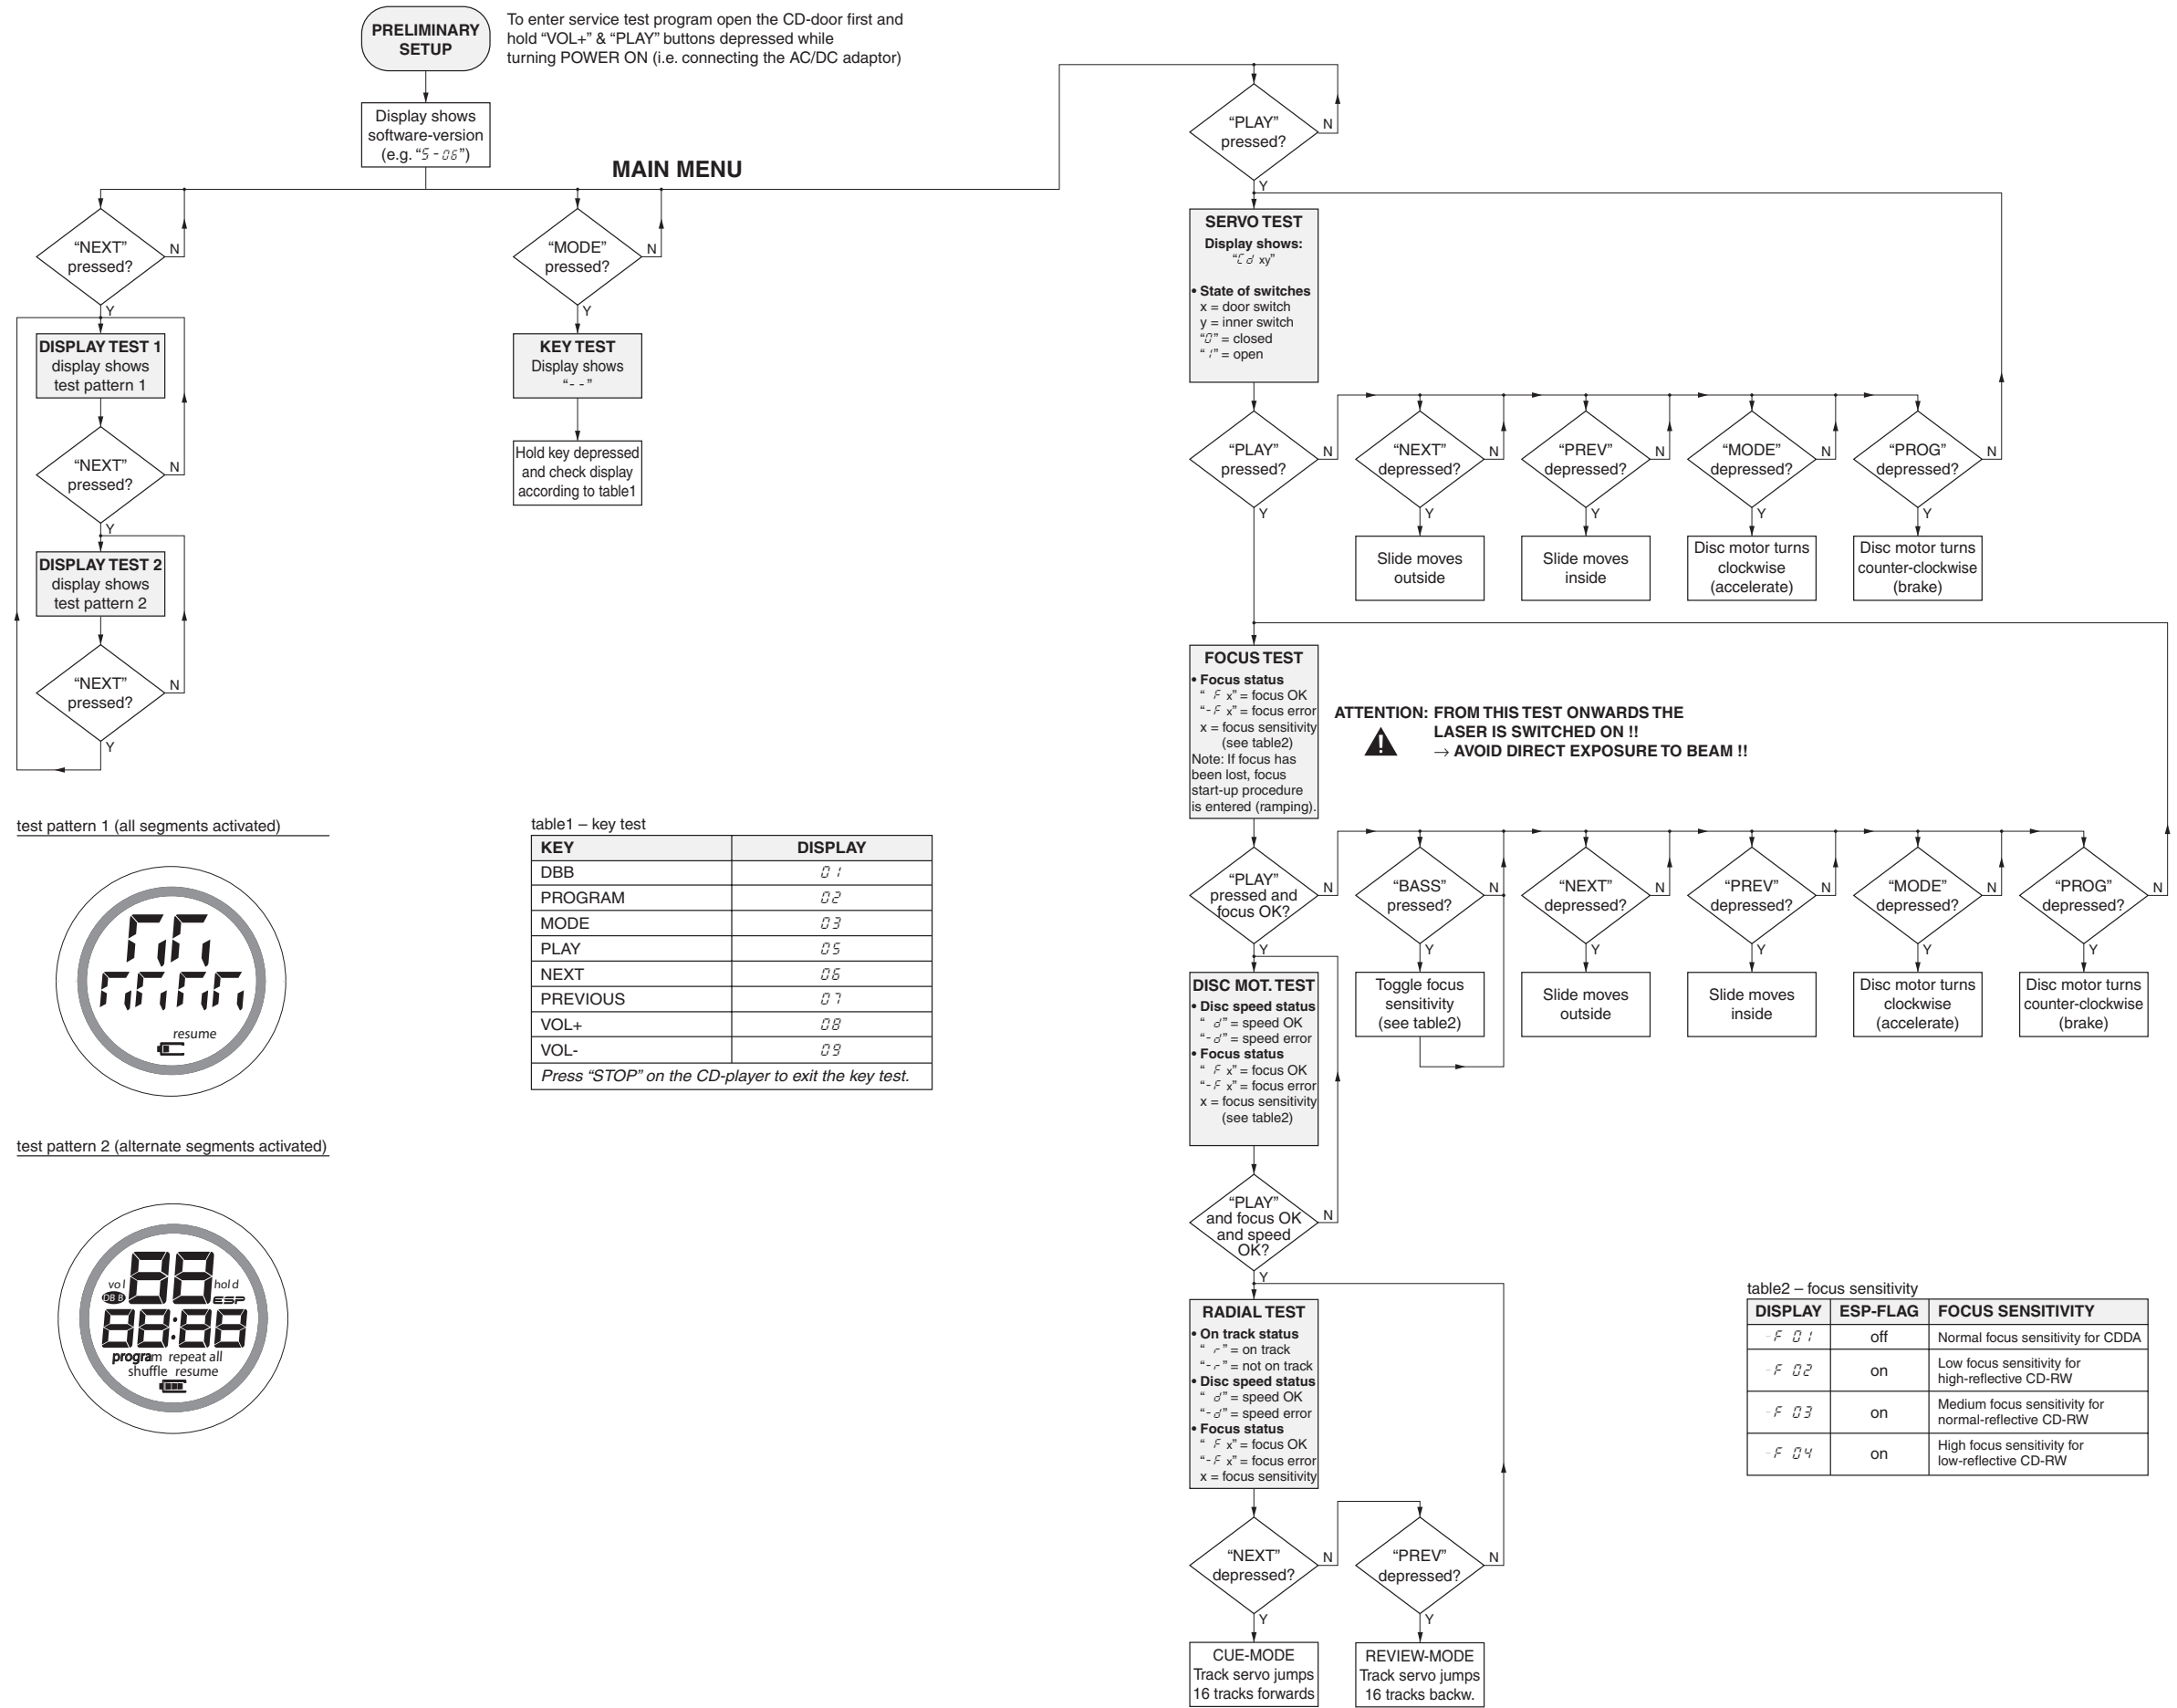 PRELIMINARY
SETUP
To enter service test program open the CD-door first and
hold “VOL+” & “PLAY” buttons depressed while
turning POWER ON (i.e. connecting the AC/DC adaptor)
Display shows
software-version
(e.g. “5-06”)
MAIN MENU
“NEXT”
pressed?
N
Y
DISPLAY TEST 1
display shows
test pattern 1
“NEXT”
pressed?
N
Y
DISPLAY TEST 2
display shows
test pattern 2
“NEXT”
pressed?
N
Y
“MODE”
pressed?
N
Y
KEY TEST
Display shows
“- -”
Hold key depressed
and check display
according to table1
“PLAY”
pressed?
N
Y
SERVO TEST
Display shows:
“Cd xy”
• State of switches
x = door switch
y = inner switch
“0” = closed
“1” = open
“PLAY”
pressed?
N
Y
“NEXT”
depressed?
N
Y
Slide moves
outside
“PREV”
depressed?
N
Y
Slide moves
inside
“MODE”
depressed?
N
Y
Disc motor turns
clockwise
(accelerate)
“PROG”
depressed?
N
Y
Disc motor turns
counter-clockwise
(brake)
FOCUS TEST
• Focus status
“ F x” = focus OK
“-F x” = focus error
x = focus sensitivity
(see table2)
Note: If focus has
been lost, focus
start-up procedure
is entered (ramping).
ATTENTION: FROM THIS TEST ONWARDS THE
LASER IS SWITCHED ON !!
→ AVOID DIRECT EXPOSURE TO BEAM !!
“PLAY”
pressed and
focus OK?
N
Y
“BASS”
pressed?
N
Y
Toggle focus
sensitivity
(see table2)
“NEXT”
depressed?
N
Y
Slide moves
outside
“PREV”
depressed?
N
Y
Slide moves
inside
“MODE”
depressed?
N
Y
Disc motor turns
clockwise
(accelerate)
“PROG”
depressed?
N
Y
Disc motor turns
counter-clockwise
(brake)
DISC MOT. TEST
• Disc speed status
“ d” = speed OK
“-d” = speed error
• Focus status
“ F x” = focus OK
“-F x” = focus error
x = focus sensitivity
(see table2)
“PLAY”
and focus OK
and speed
OK?
N
Y
RADIAL TEST
• On track status
“ r” = on track
“-r” = not on track
• Disc speed status
“ d” = speed OK
“-d” = speed error
• Focus status
“ F x” = focus OK
“-F x” = focus error
x = focus sensitivity
“NEXT”
depressed?
N
Y
CUE-MODE
Track servo jumps
16 tracks forwards
“PREV”
depressed?
N
Y
REVIEW-MODE
Track servo jumps
16 tracks backw.
test pattern 1 (all segments activated)
resume
test pattern 2 (alternate segments activated)
vol 88 hold
DBB ESP
88:88
program repeat all
shuffle resume
table1 – key test
KEY DISPLAY
DBB 01
PROGRAM 02
MODE 03
PLAY 05
NEXT 06
PREVIOUS 07
VOL+ 08
VOL- 09
Press “STOP” on the CD-player to exit the key test.
table2 – focus sensitivity
DISPLAY ESP-FLAG FOCUS SENSITIVITY
-F 01 off Normal focus sensitivity for CDDA
-F 02 on Low focus sensitivity for
high-reflective CD-RW
-F 03 on Medium focus sensitivity for
normal-reflective CD-RW
-F 04 on High focus sensitivity for
low-reflective CD-RW